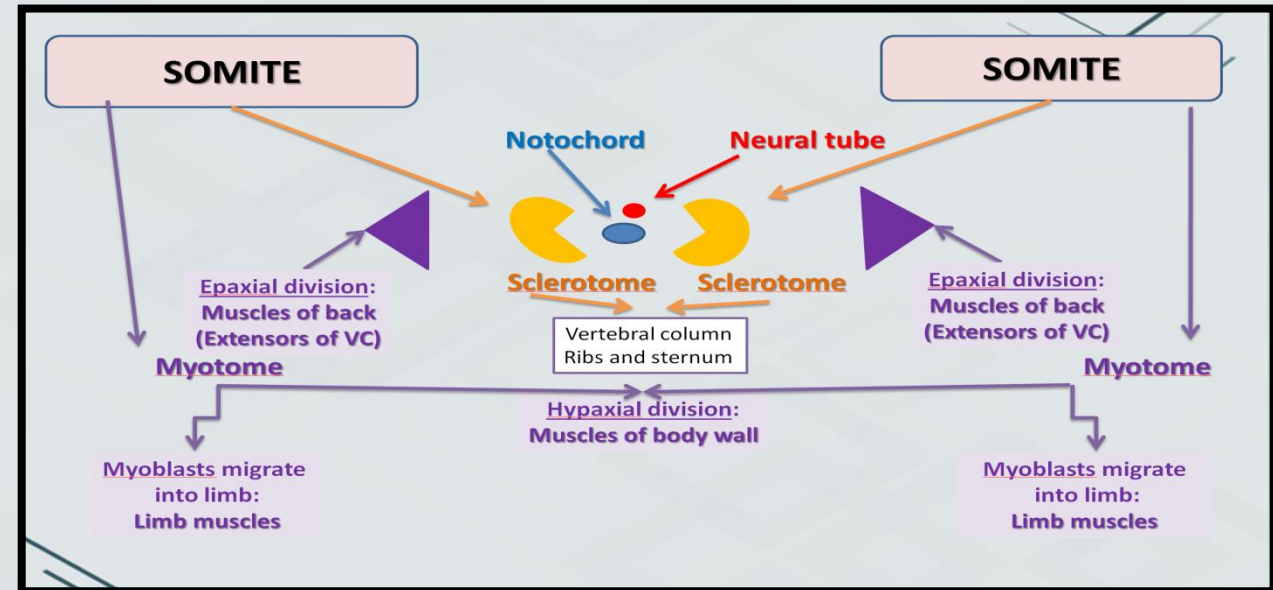 SOMITE
SOMITE
Notochord
Neural tube
Sclerotome
Sclerotome
Epaxial division:
Muscles of back
(Extensors of VC)
Epaxial division:
Muscles of back
(Extensors of VC)
Vertebral column
Ribs and sternum
Myotome
Myotome
Hypaxial division:
Muscles of body wall
Myoblasts migrate
into limb:
Limb muscles
Myoblasts migrate
into limb:
Limb muscles